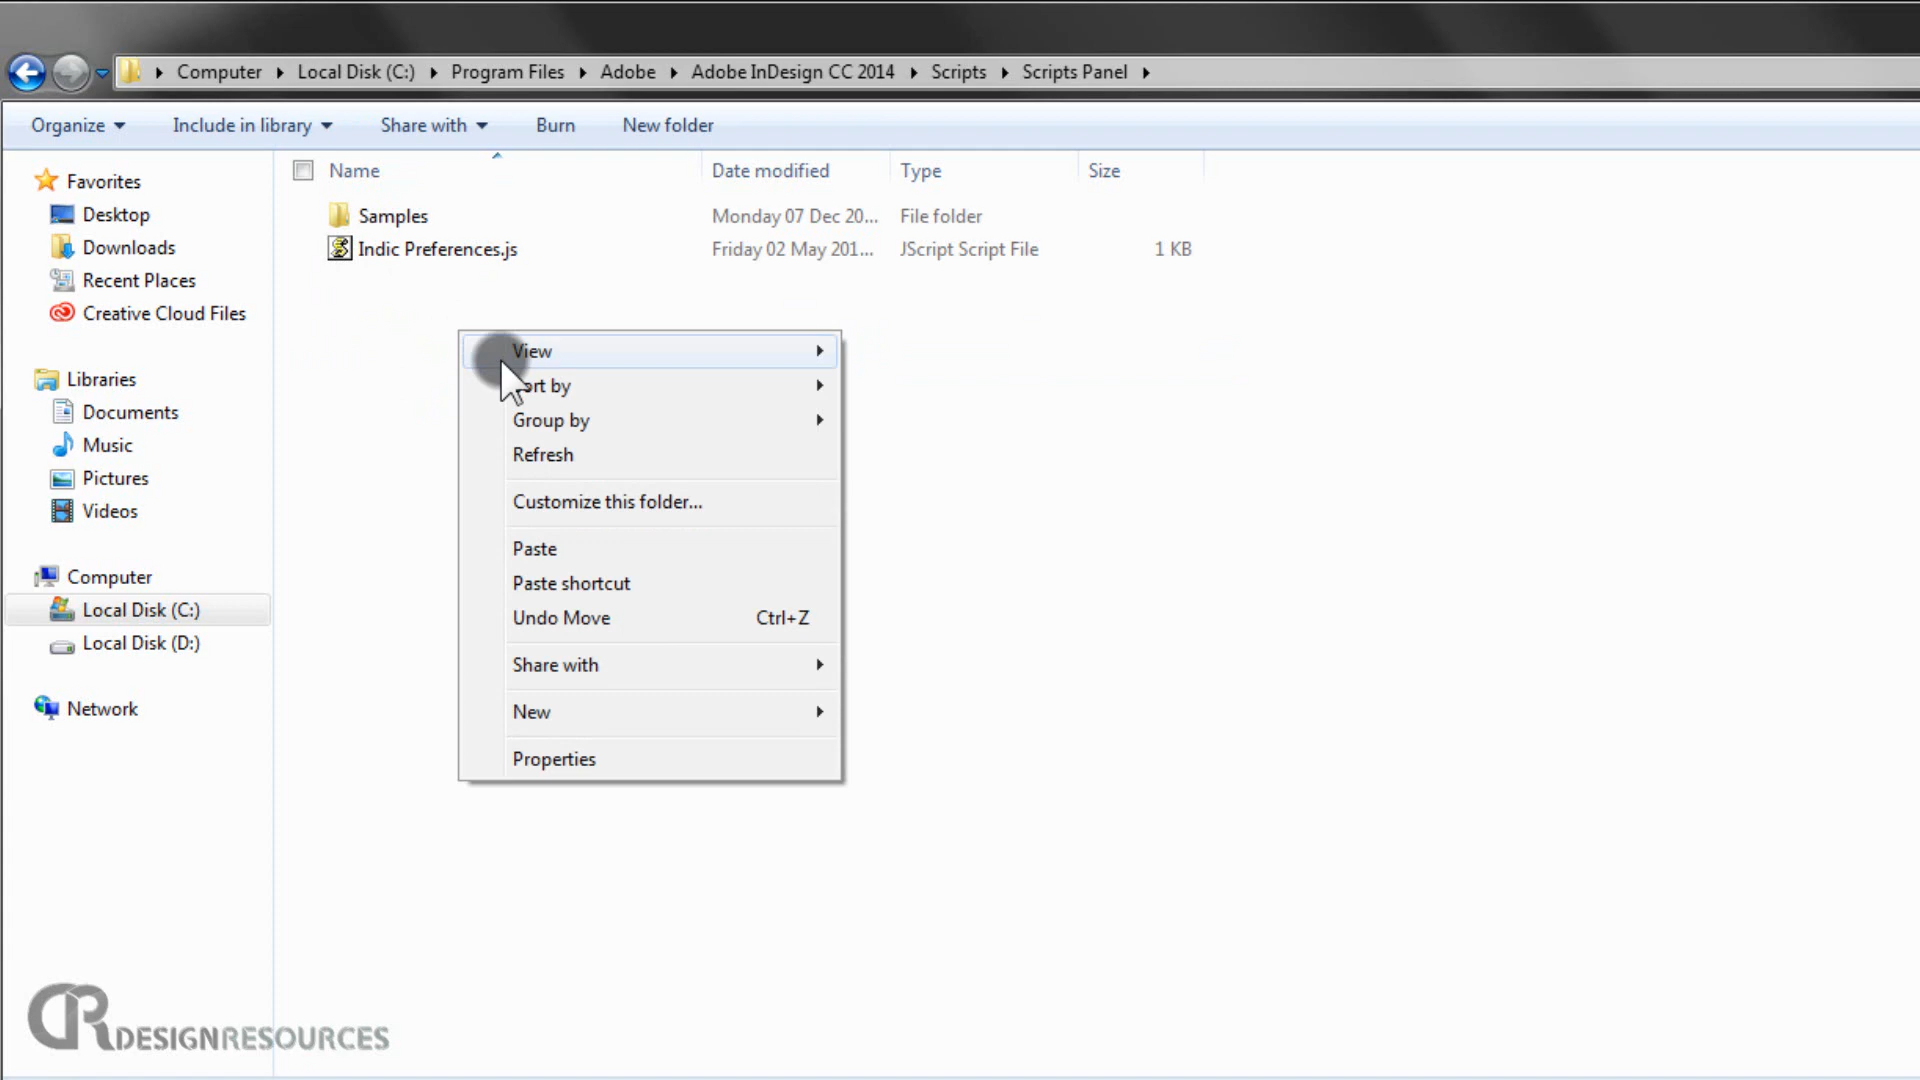 Computer Local Disk (C:) Program Files Adobe Adobe InDesign CC 2014 Scripts Scripts Panel
Organize Include in library Share with Burn New folder
Name Date modified Type Size
Samples Monday 07 Dec 20... File folder
Indic Preferences.js Friday 02 May 201... JScript Script File 1 KB
Favorites
Desktop
Downloads
Recent Places
Creative Cloud Files
Libraries
Documents
Music
Pictures
Videos
Computer
Local Disk (C:)
Local Disk (D:)
Network
View
ort by
Group by
Refresh
Customize this folder...
Paste
Paste shortcut
Undo Move Ctrl+Z
Share with
New
Properties
DR DESIGNRESOURCES